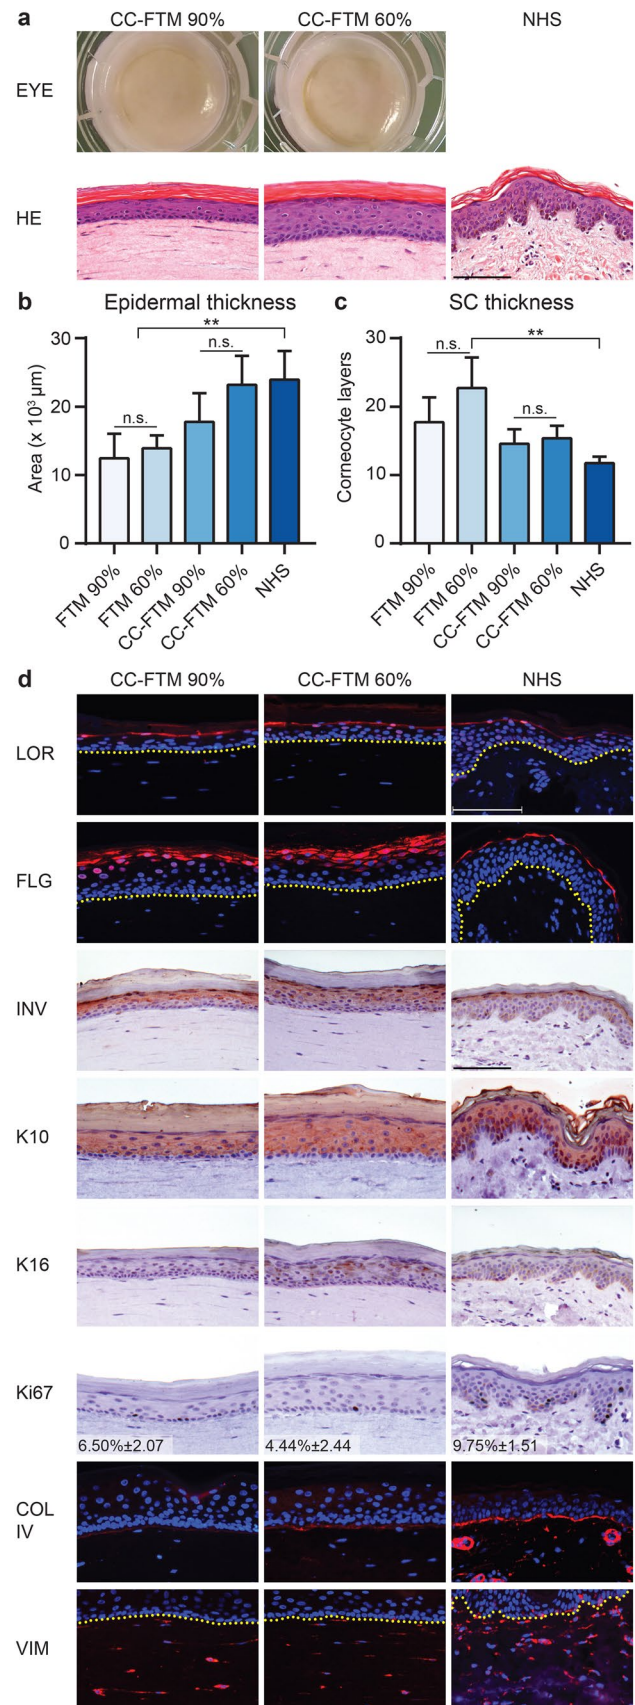 a
CC-FTM 90%
CC-FTM 60%
NHS
EYE
HE
b
Epidermal thickness
Area (x 10³ µm)
30
20
10
0
n.s.
n.s.
**
FTM 90%
FTM 60%
CC-FTM 90%
CC-FTM 60%
NHS
c
SC thickness
Corneocyte layers
30
20
10
0
n.s.
n.s.
**
FTM 90%
FTM 60%
CC-FTM 90%
CC-FTM 60%
NHS
d
CC-FTM 90%
CC-FTM 60%
NHS
LOR
FLG
INV
K10
K16
Ki67
6.50%±2.07
4.44%±2.44
9.75%±1.51
COL
IV
VIM